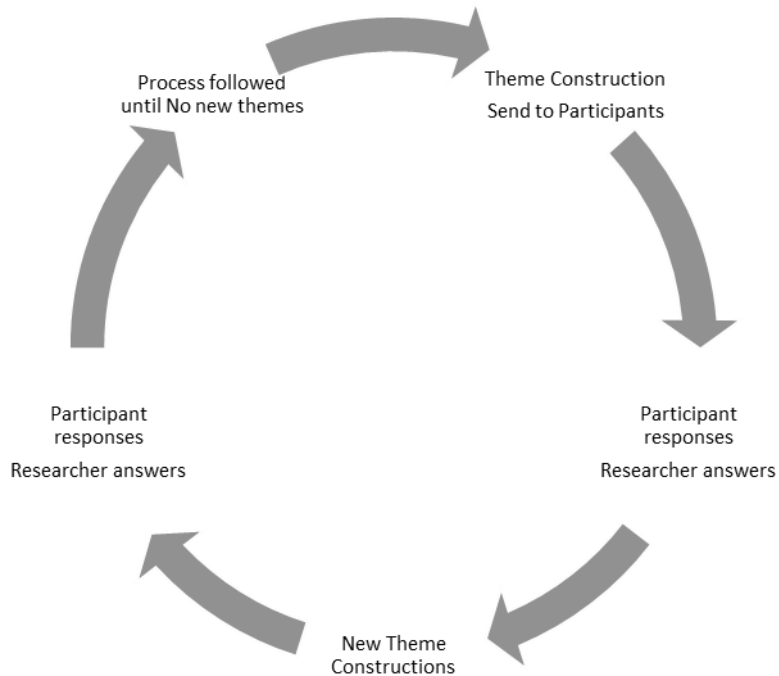 Process followed
until No new themes
Theme Construction
Send to Participants
Participant
responses
Researcher answers
New Theme
Constructions
Participant
responses
Researcher answers